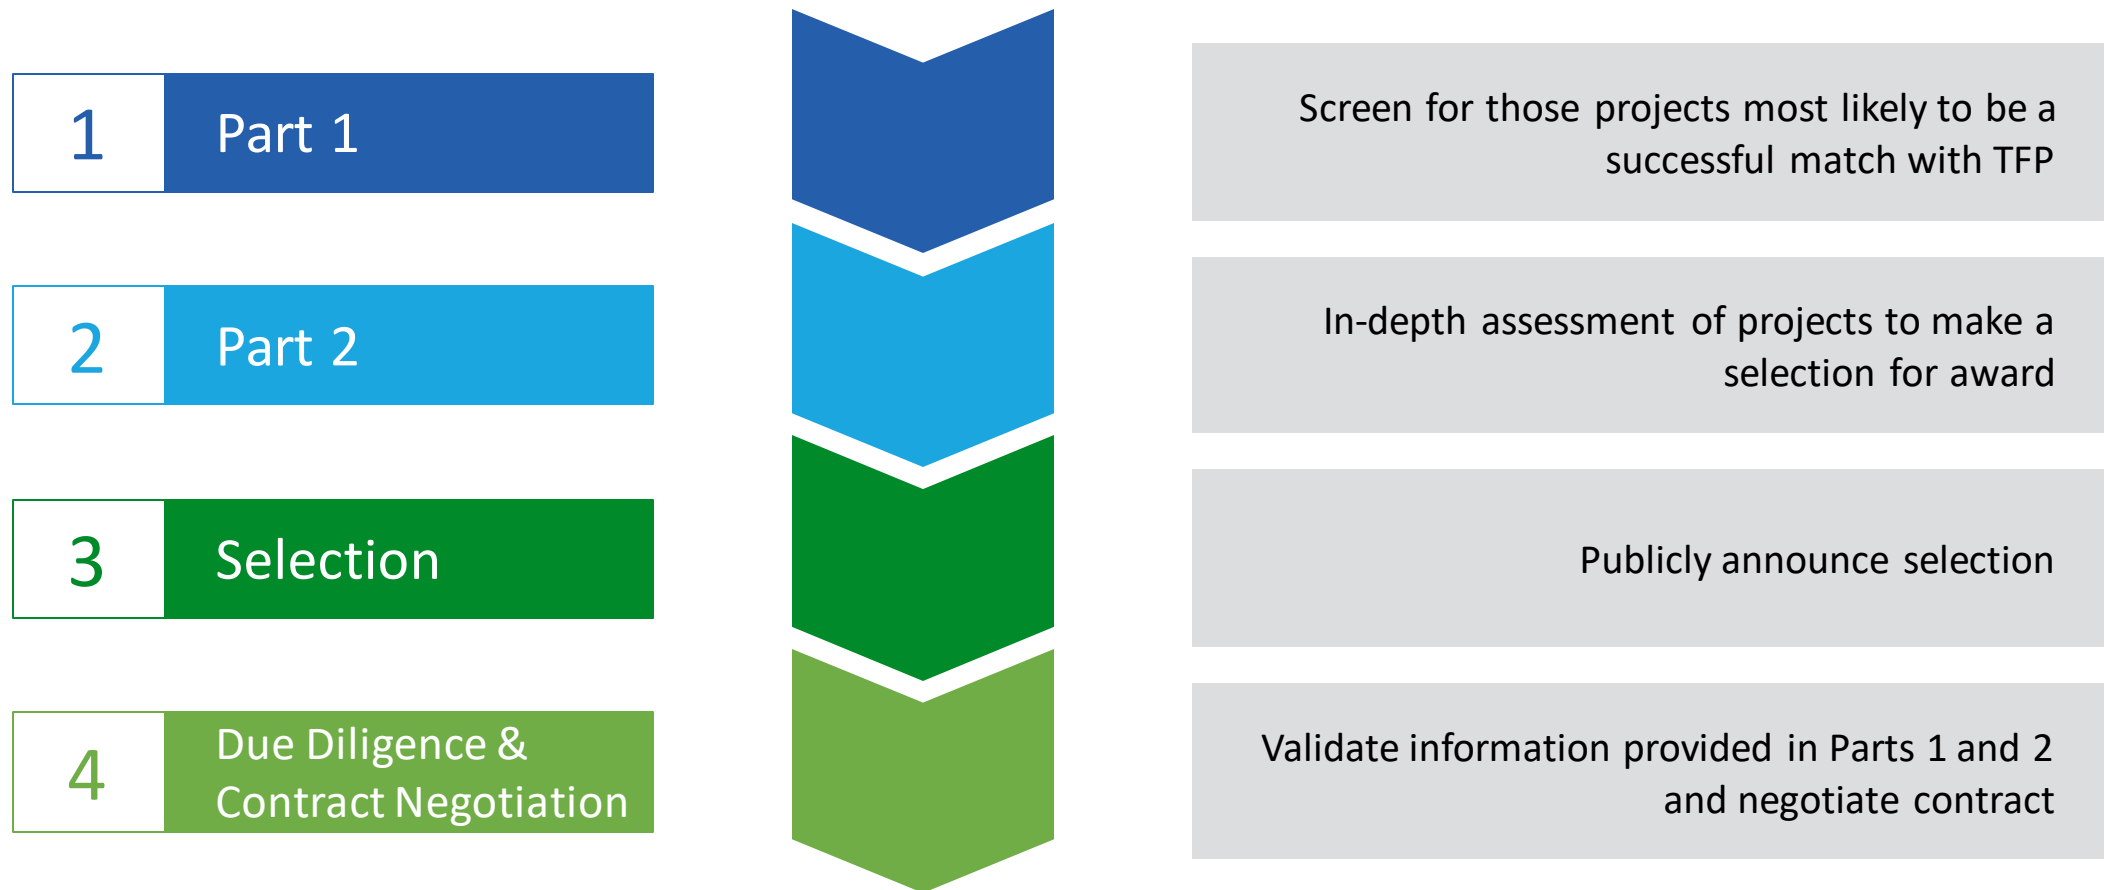 1
Part 1
Screen for those projects most likely to be a
successful match with TFP
2
Part 2
In-depth assessment of projects to make a
selection for award
3
Selection
Publicly announce selection
4
Due Diligence &
Contract Negotiation
Validate information provided in Parts 1 and 2
and negotiate contract